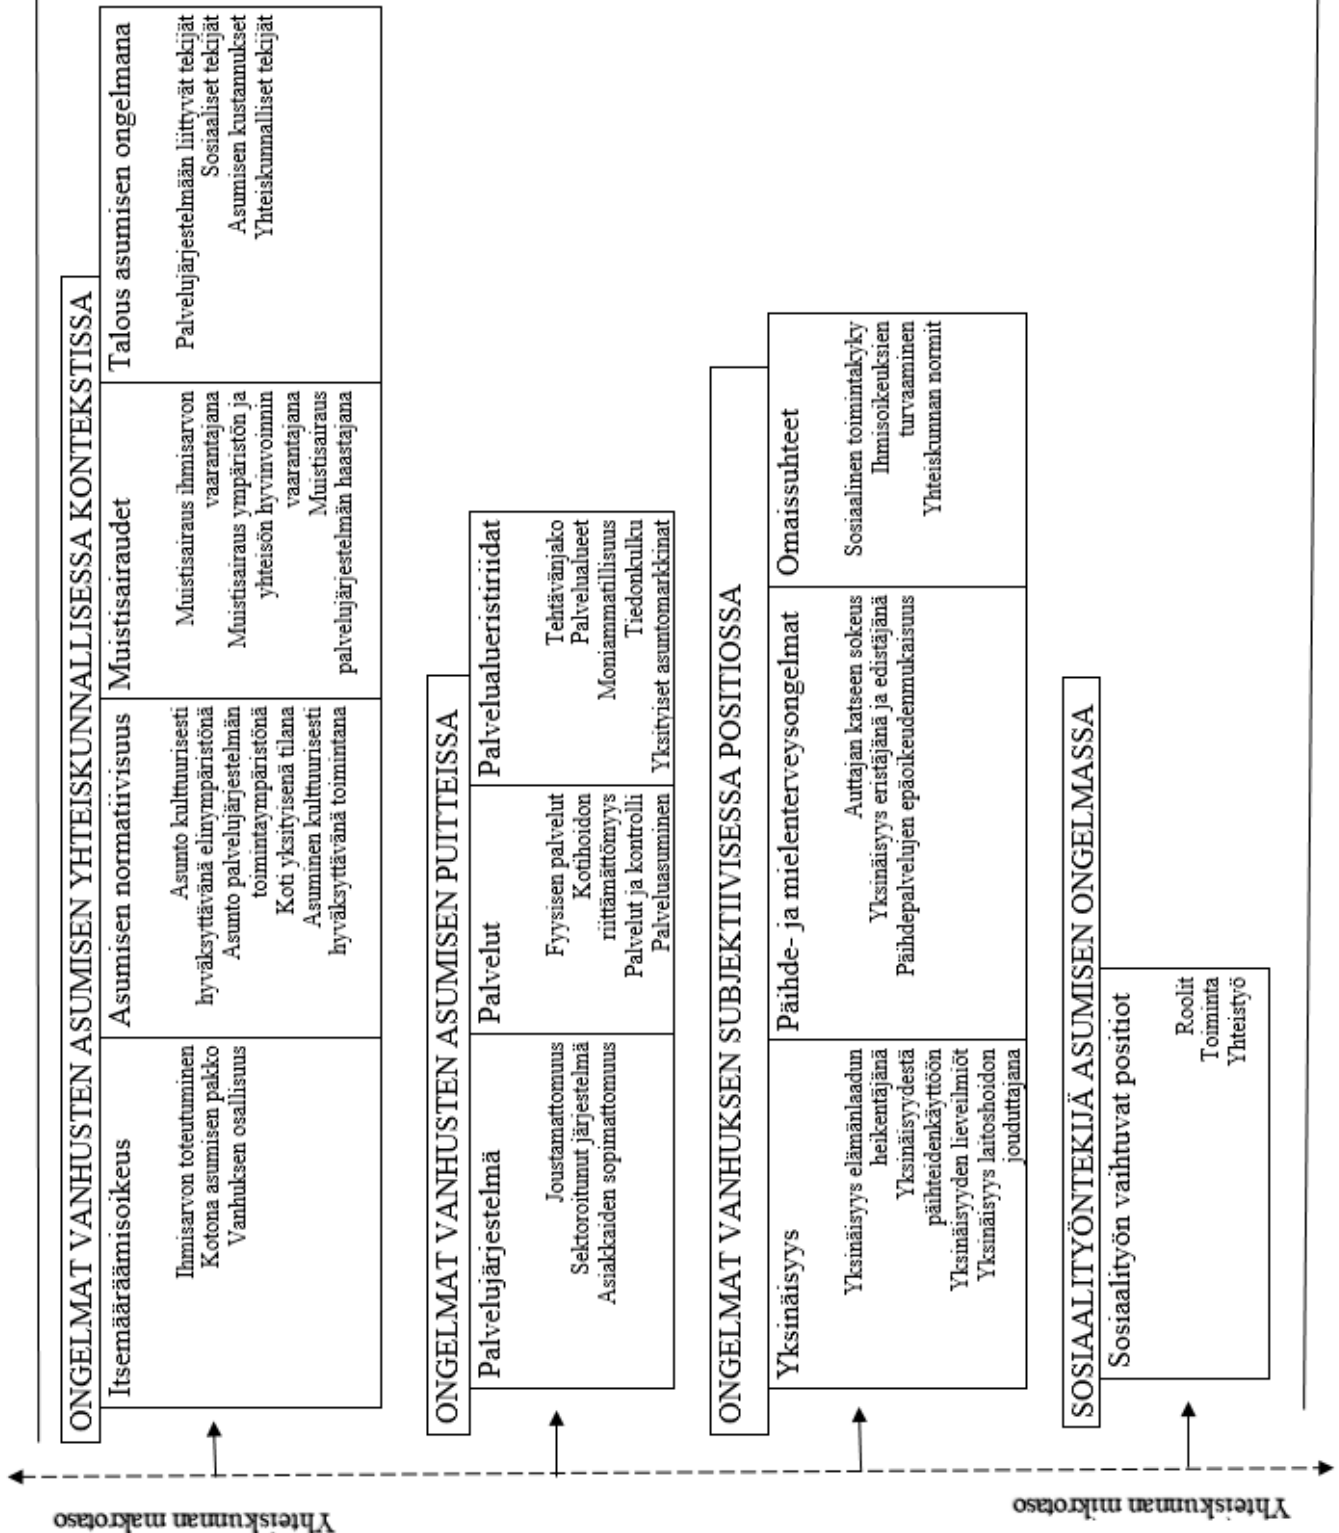 Yhteiskunnan makrotaso
ONGELMAT VANHUSTEN ASUMISEN YHTEISKUNNALLISESSA KONTEKSTISSA
Itsemääräämisoikeus
Ihmisarvon toteutuminen
Kotona asumisen pakko
Vanhuksen osallisuus
Asumisen normatiivisuus
Asunto kulttuurisesti
hyväksyttävänä elinympäristönä
Asunto palvelujärjestelmän
toimintaympäristönä
Koti yksityisenä tilana
Asuminen kulttuurisesti
hyväksyttävänä toimintana
Muistisairaudet
Muistisairaus ihmisarvon
vaarantajana
Muistisairaus ympäristön ja
yhteisön hyvinvoinnin
vaarantajana
Muistisairaus
palvelujärjestelmän haastajana
Talous asumisen ongelmana
Palvelujärjestelmään liittyvät tekijät
Sosiaaliset tekijät
Asumisen kustannukset
Yhteiskunnalliset tekijät
ONGELMAT VANHUSTEN ASUMISEN PUITTEISSA
Palvelujärjestelmä
Joustamattomuus
Sektoroitunut järjestelmä
Asiakkaiden sopimattomuus
Palvelut
Fyysisen palvelut
Kotihoidon
riittämättömyys
Palvelut ja kontrolli
Palveluasuminen
Palvelualueristiriidat
Tehtävänjako
Palvelualueet
Moniammatillisuus
Tiedonkulku
Yksityiset asuntomarkkinat
ONGELMAT VANHUKSEN SUBJEKTIIVISESSA POSITIOSSA
Yksinäisyys
Yksinäisyys elämänlaadun
heikentäjänä
Yksinäisyydestä
päihteidenkäyttöön
Yksinäisyyden lieveilmiöt
Yksinäisyys laitoshoidon
jouduttajana
Päihde- ja mielenterveysongelmat
Auttajan katseen sokeus
Yksinäisyys eristäjänä ja edistäjänä
Päihdepalvelujen epäoikeudenmukaisuus
Omaissuhteet
Sosiaalinen toimintakyky
Ihmisoikeuksien
turvaaminen
Yhteiskunnan normit
SOSIAALITYÖNTEKIJÄ ASUMISEN ONGELMASSA
Sosiaalityön vaihtuvat positiot
Roolit
Toiminta
Yhteistyö
Yhteiskunnan mikrotaso